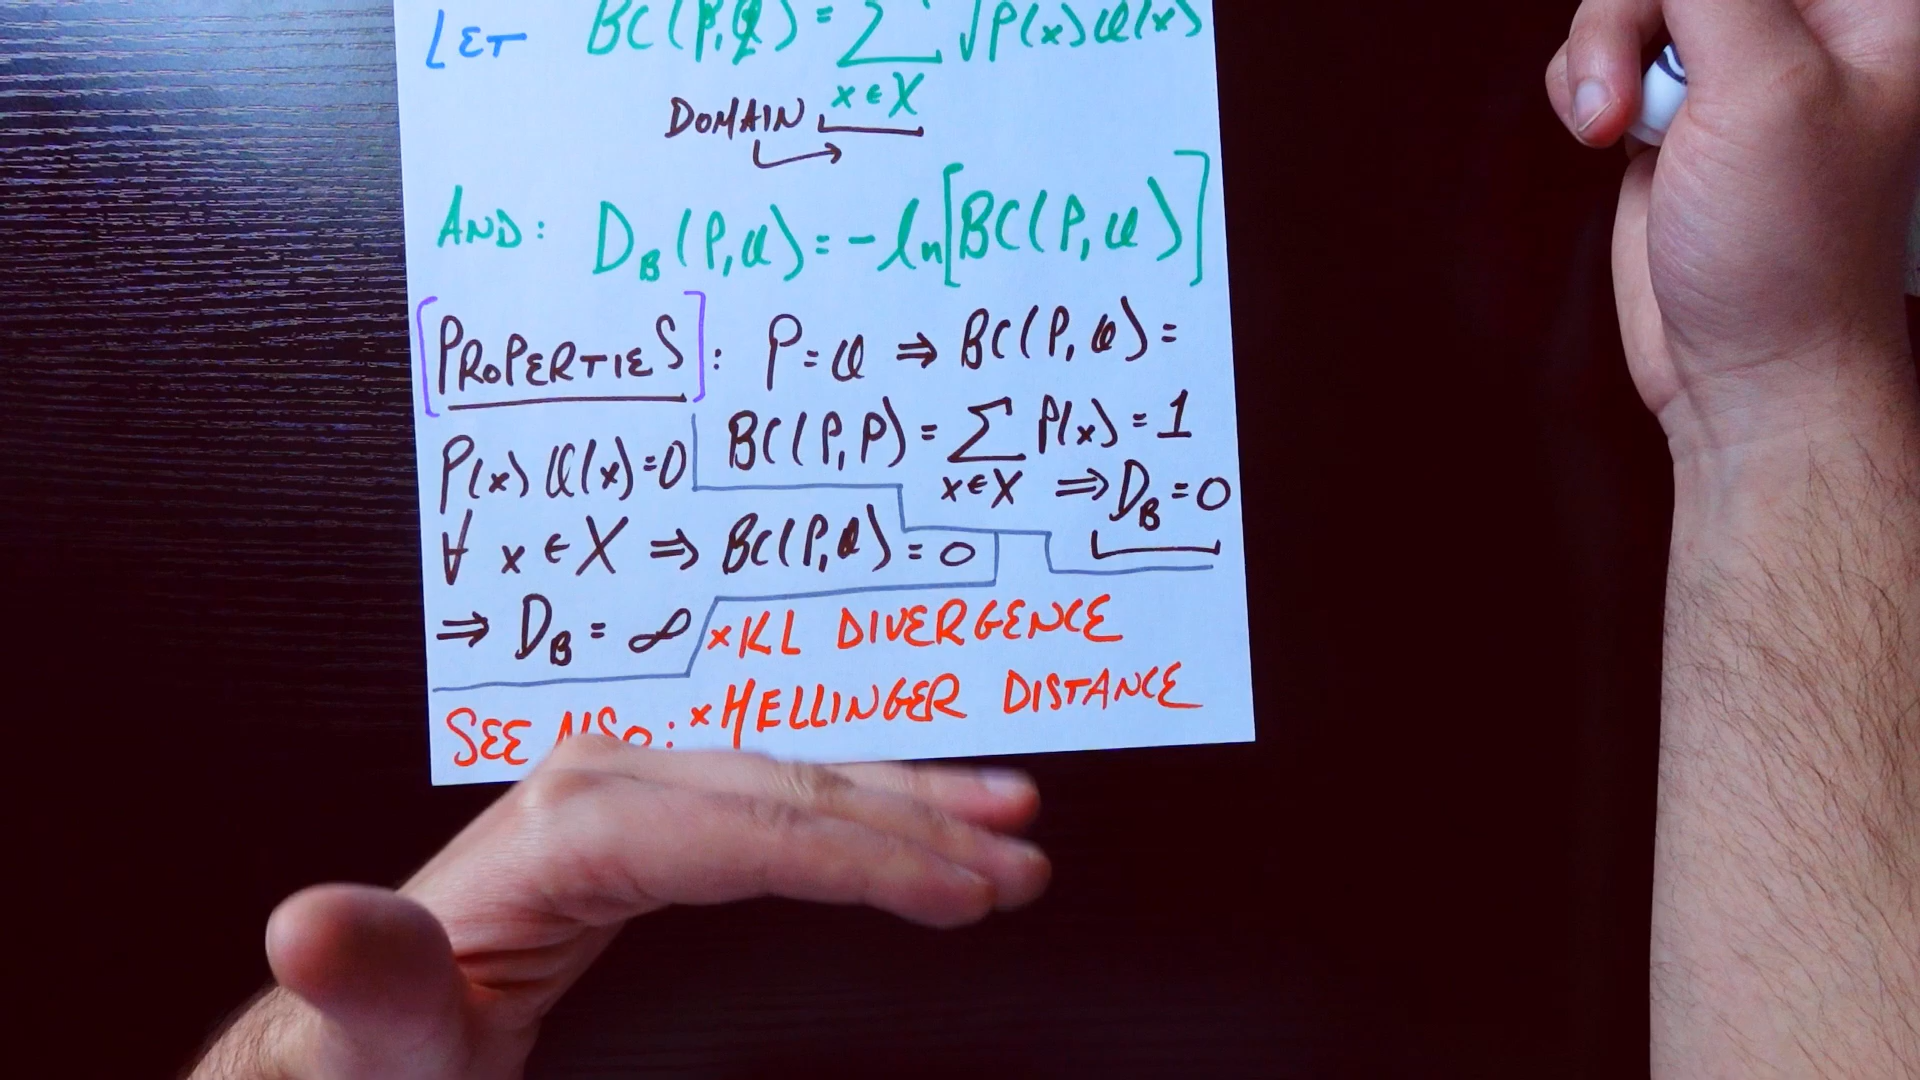 LET BC(P,Q) = ∑ √P(x)Q(x)
x ∈ X
DOMAIN
AND: D_B(P,Q) = -ln[BC(P,Q)]
[PROPERTIES]: P=Q ⇒ BC(P,Q) =
BC(P,P) = ∑ P(x) = 1
x∈X ⇒ D_B = 0
P(x)Q(x)=0
∀ x ∈ X ⇒ BC(P,Q) = 0
⇒ D_B = ∞
SEE ALSO: ×KL DIVERGENCE
×HELLINGER DISTANCE